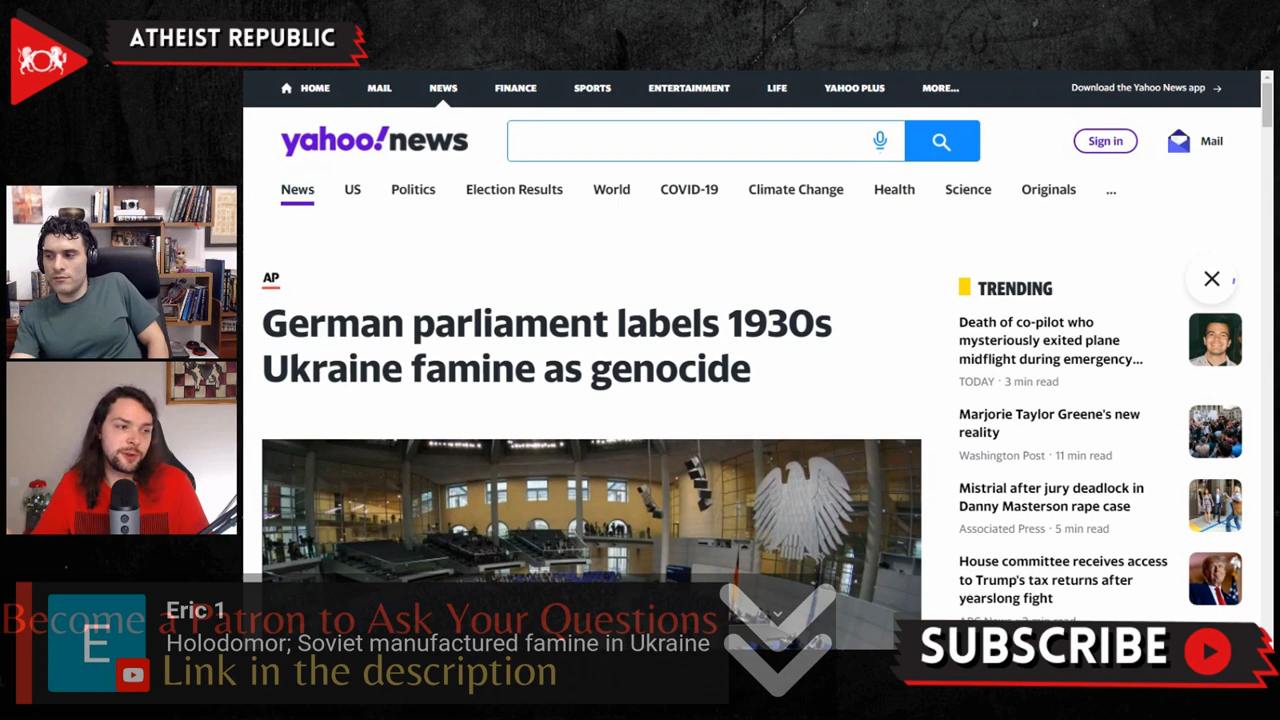 ATHEIST REPUBLIC
HOME MAIL NEWS FINANCE SPORTS ENTERTAINMENT LIFE YAHOO PLUS MORE... Download the Yahoo News app →
yahoo!news
Sign in
Mail
News US Politics Election Results World COVID-19 Climate Change Health Science Originals ...
AP
German parliament labels 1930s
Ukraine famine as genocide
TRENDING
Death of co-pilot who
mysteriously exited plane
midflight during emergency...
TODAY · 3 min read
Marjorie Taylor Greene's new
reality
Washington Post · 11 min read
Mistrial after jury deadlock in
Danny Masterson rape case
Associated Press · 5 min read
House committee receives access
to Trump's tax returns after
yearslong fight
Become a Patron to Ask Your Questions
E
Eric 1
Holodomor; Soviet manufactured famine in Ukraine
Link in the description
SUBSCRIBE